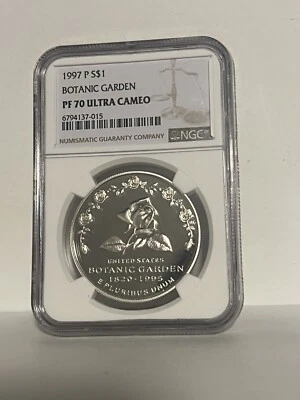 1997 P S$1
BOTANIC GARDEN
PF 70 ULTRA CAMEO
6794137-015
NUMISMATIC GUARANTY COMPANY
NGC
UNITED STATES
BOTANIC GARDEN
1820-1995
E PLURIBUS UNUM